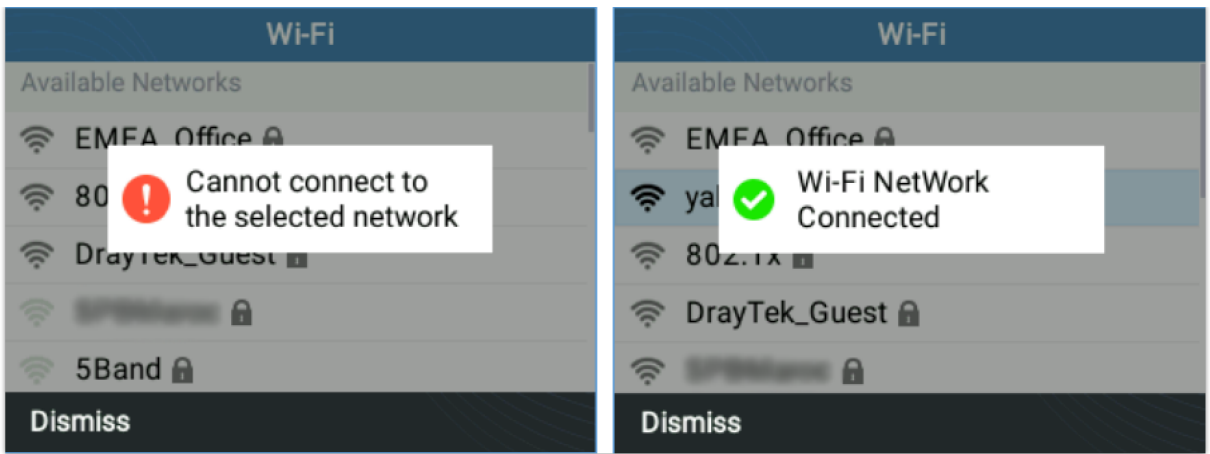 Wi-Fi
Available Networks
EMEA_Office
80
Cannot connect to
the selected network
DrayTek_Guest
5Band
Dismiss
Wi-Fi
Available Networks
EMEA_Office
yal
Wi-Fi NetWork
Connected
802.1x
DrayTek_Guest
Dismiss